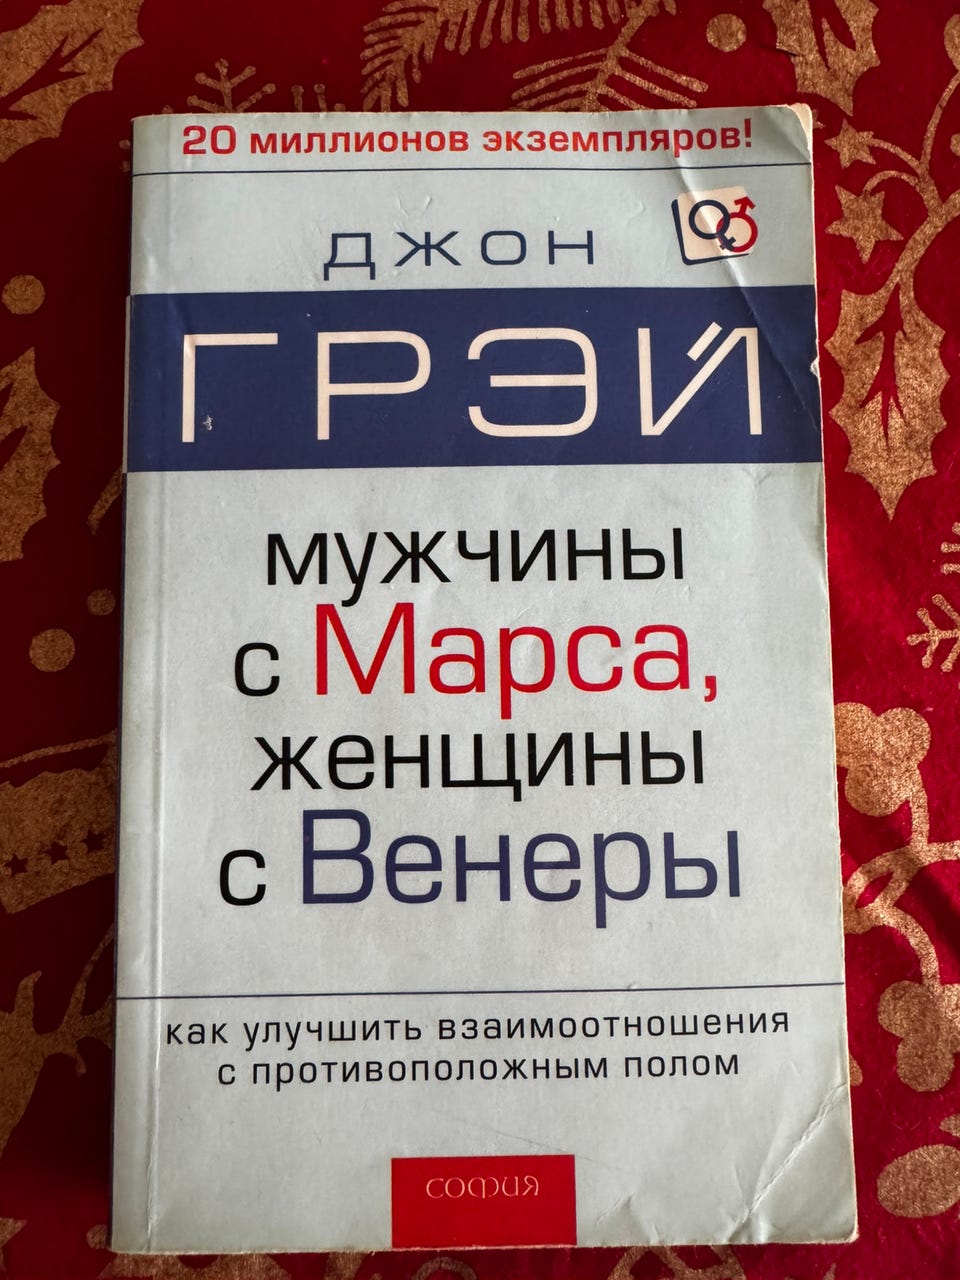 20 миллионов экземпляров!
ДЖОН
ГРЭЙ
мужчины
с Марса,
женщины
с Венеры
как улучшить взаимоотношения
с противоположным полом
СОФИЯ